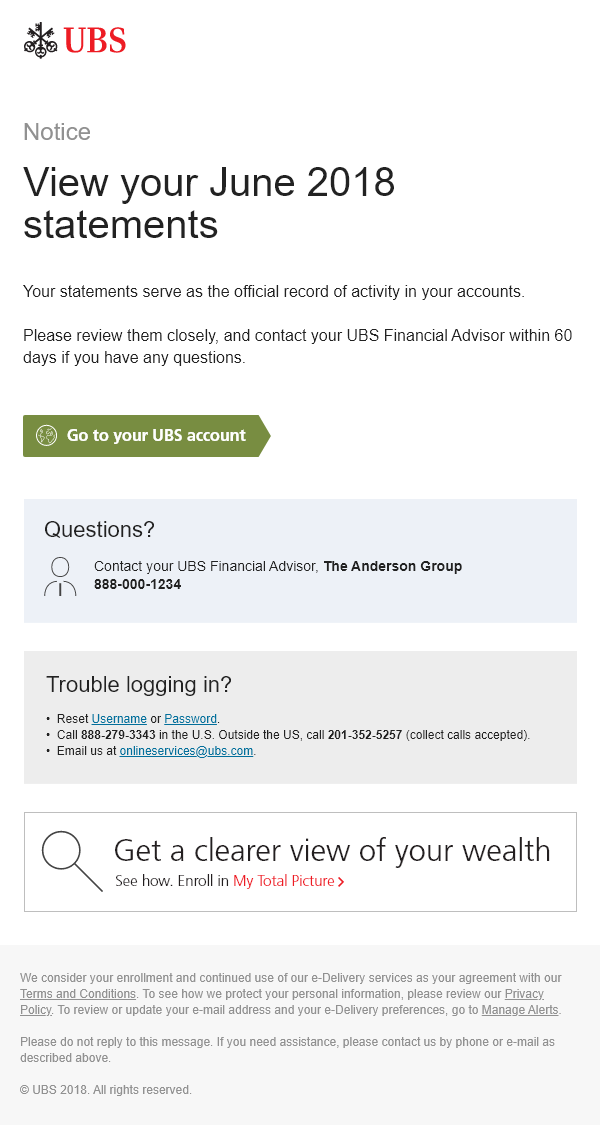 UBS
Notice
View your June 2018
statements
Your statements serve as the official record of activity in your accounts.
Please review them closely, and contact your UBS Financial Advisor within 60
days if you have any questions.
Go to your UBS account
Questions?
Contact your UBS Financial Advisor, The Anderson Group
888-000-1234
Trouble logging in?
• Reset Username or Password.
• Call 888-279-3343 in the U.S. Outside the US, call 201-352-5257 (collect calls accepted).
• Email us at onlineservices@ubs.com.
Get a clearer view of your wealth
See how. Enroll in My Total Picture >
We consider your enrollment and continued use of our e-Delivery services as your agreement with our
Terms and Conditions. To see how we protect your personal information, please review our Privacy
Policy. To review or update your e-mail address and your e-Delivery preferences, go to Manage Alerts.
Please do not reply to this message. If you need assistance, please contact us by phone or e-mail as
described above.
© UBS 2018. All rights reserved.